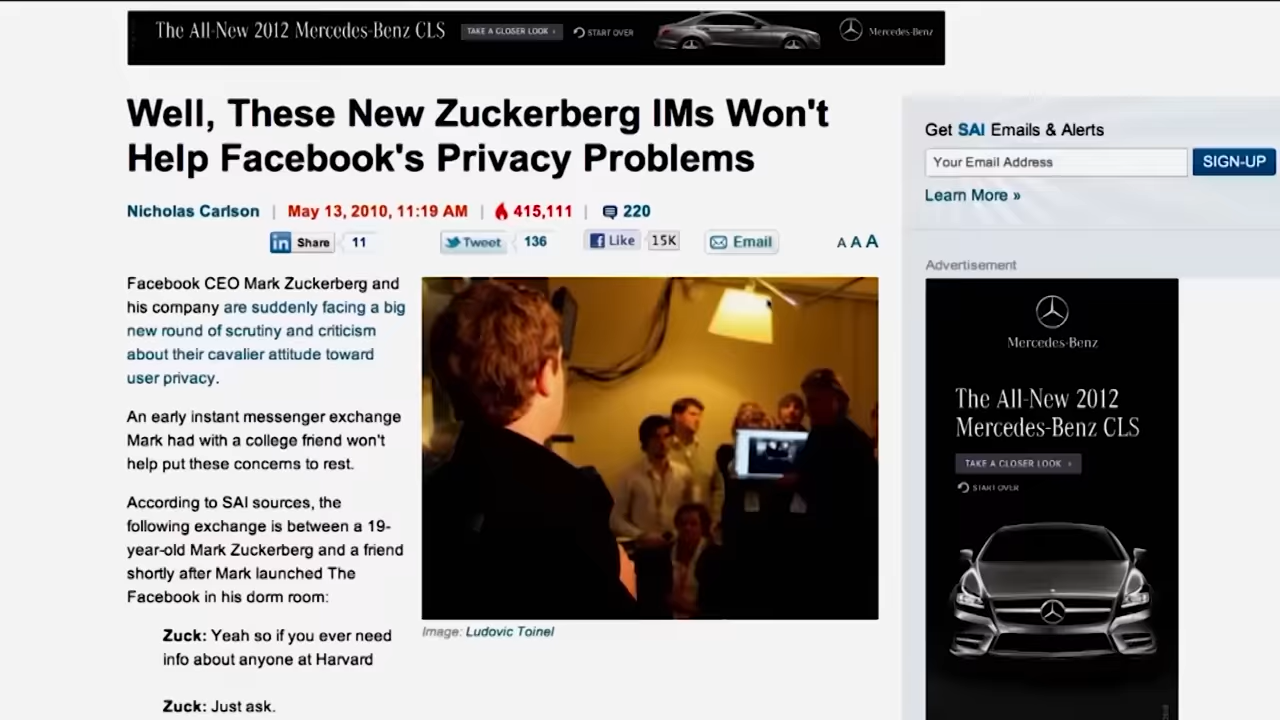 The All-New 2012 Mercedes-Benz CLS
TAKE A CLOSER LOOK ›
START OVER
Mercedes-Benz
Well, These New Zuckerberg IMs Won't
Help Facebook's Privacy Problems
Nicholas Carlson | May 13, 2010, 11:19 AM | 415,111 | 220
in Share 11
Tweet 136
f Like 15K
Email
A A A
Facebook CEO Mark Zuckerberg and
his company are suddenly facing a big
new round of scrutiny and criticism
about their cavalier attitude toward
user privacy.
An early instant messenger exchange
Mark had with a college friend won't
help put these concerns to rest.
According to SAI sources, the
following exchange is between a 19-
year-old Mark Zuckerberg and a friend
shortly after Mark launched The
Facebook in his dorm room:
Zuck: Yeah so if you ever need
info about anyone at Harvard
Zuck: Just ask.
Image: Ludovic Toinel
Get SAI Emails & Alerts
Your Email Address
SIGN-UP
Learn More »
Advertisement
Mercedes-Benz
The All-New 2012
Mercedes-Benz CLS
TAKE A CLOSER LOOK ›
START OVER